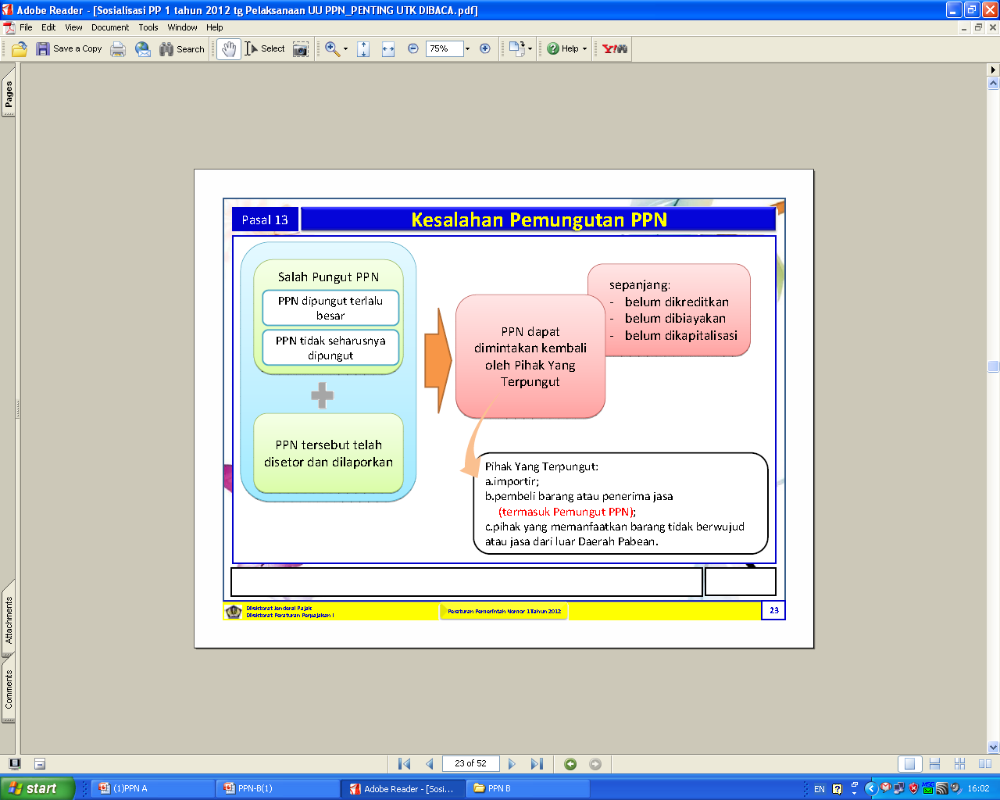 Adobe Reader - [Sosialisasi PP 1 tahun 2012 tg Pelaksanaan UU PPN_PENTING UTK DIBACA.pdf]
File Edit View Document Tools Window Help
Save a Copy Search Select 75% Help Y!
Pages
Pasal 13
Kesalahan Pemungutan PPN
Salah Pungut PPN
PPN dipungut terlalu
besar
PPN tidak seharusnya
dipungut
PPN tersebut telah
disetor dan dilaporkan
PPN dapat
dimintakan kembali
oleh Pihak Yang
Terpungut
sepanjang:
- belum dikreditkan
- belum dibiayakan
- belum dikapitalisasi
Pihak Yang Terpungut:
a.importir;
b.pembeli barang atau penerima jasa
(termasuk Pemungut PPN);
c.pihak yang memanfaatkan barang tidak berwujud
atau jasa dari luar Daerah Pabean.
Direktorat Jenderal Pajak
Direktorat Peraturan Perpajakan I
Peraturan Pemerintah Nomor 1 Tahun 2012
23
Attachments
Comments
23 of 52
start (1)PPN A PPN-B(1) Adobe Reader - [Sosi... PPN B EN MSG 16:02